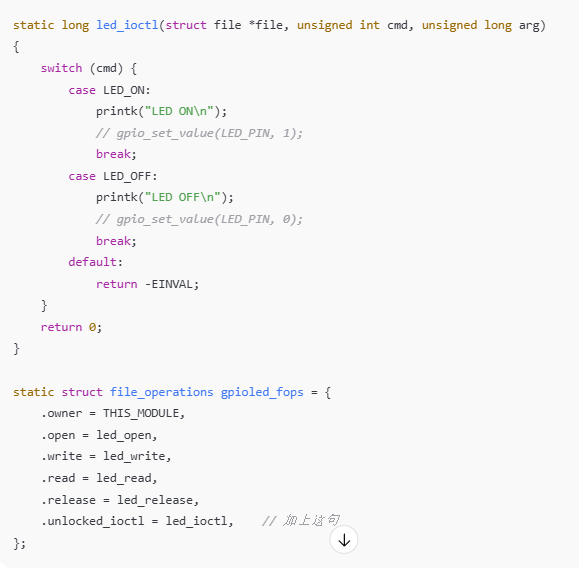 static long led_ioctl(struct file *file, unsigned int cmd, unsigned long arg)
{
    switch (cmd) {
        case LED_ON:
            printk("LED ON\n");
            // gpio_set_value(LED_PIN, 1);
            break;
        case LED_OFF:
            printk("LED OFF\n");
            // gpio_set_value(LED_PIN, 0);
            break;
        default:
            return -EINVAL;
    }
    return 0;
}

static struct file_operations gpioled_fops = {
    .owner = THIS_MODULE,
    .open = led_open,
    .write = led_write,
    .read = led_read,
    .release = led_release,
    .unlocked_ioctl = led_ioctl,    // 加上这句
};